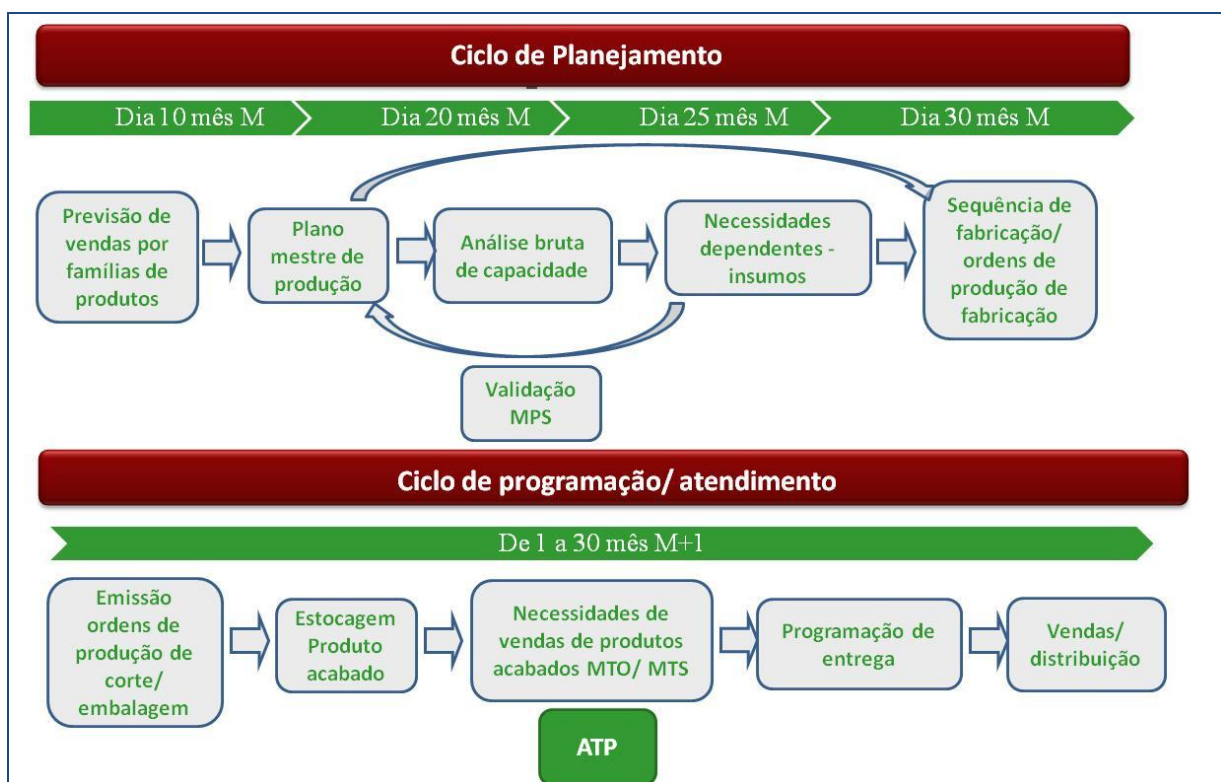 Ciclo de Planejamento
Dia 10 mês M
Dia 20 mês M
Dia 25 mês M
Dia 30 mês M
Previsão de
vendas por
famílias de
produtos
Plano
mestre de
produção
Análise bruta
de capacidade
Necessidades
dependentes -
insumos
Sequência de
fabricação/
ordens de
produção de
fabricação
Validação
MPS
Ciclo de programação/ atendimento
De 1 a 30 mês M+1
Emissão
ordens de
produção de
corte/
embalagem
Estocagem
Produto
acabado
Necessidades de
vendas de produtos
acabados MTO/ MTS
Programação de
entrega
Vendas/
distribuição
ATP